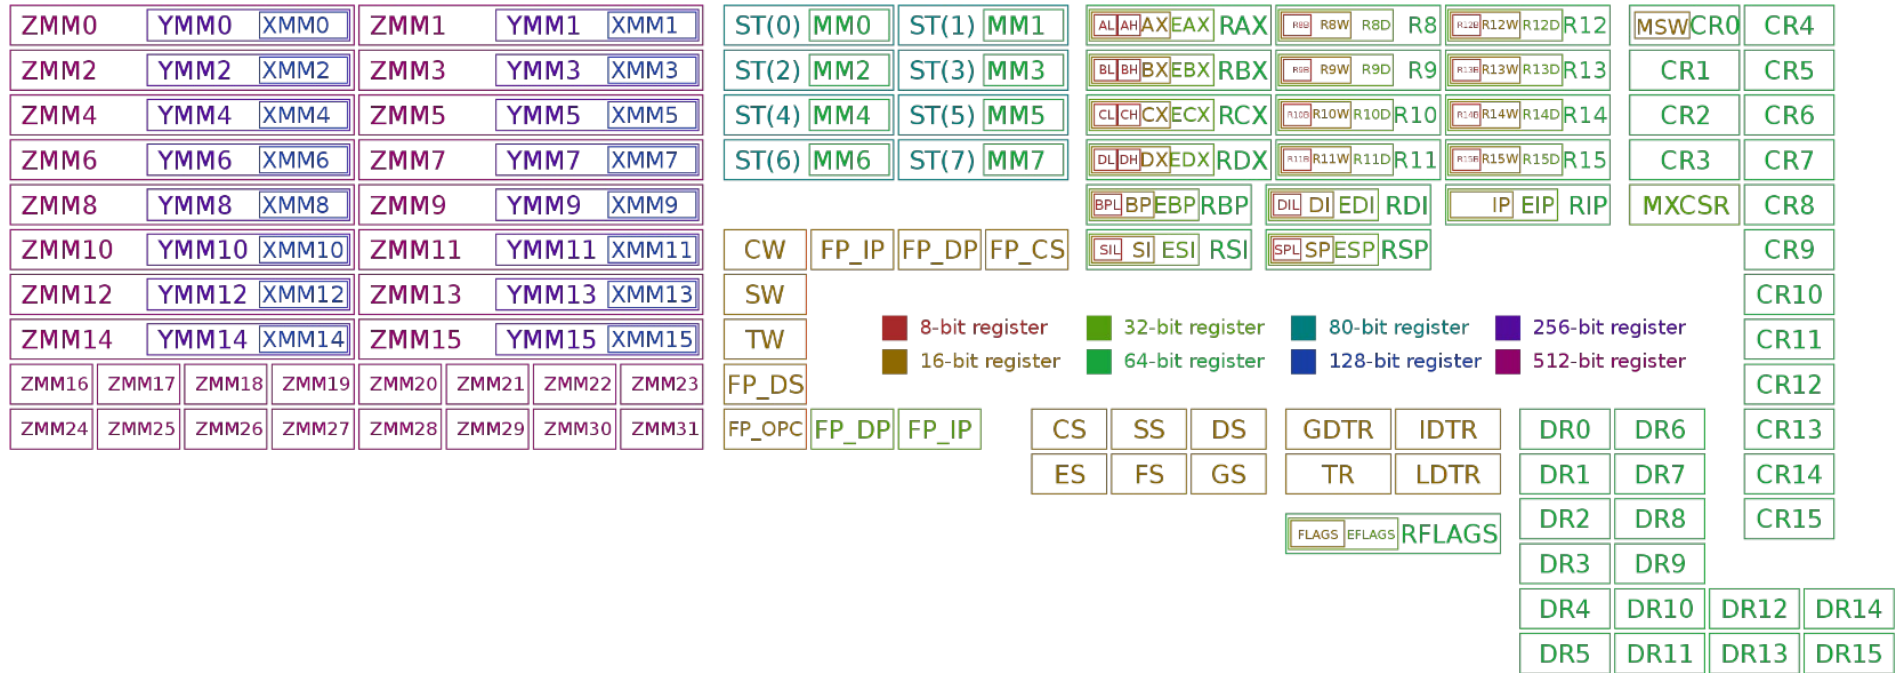 ZMM0 YMM0 XMM0 ZMM1 YMM1 XMM1 ST(0) MM0 ST(1) MM1 AL AH AX EAX RAX R8B R8W R8D R8 R12B R12W R12D R12 MSW CR0 CR4
ZMM2 YMM2 XMM2 ZMM3 YMM3 XMM3 ST(2) MM2 ST(3) MM3 BL BH BX EBX RBX R9B R9W R9D R9 R13B R13W R13D R13 CR1 CR5
ZMM4 YMM4 XMM4 ZMM5 YMM5 XMM5 ST(4) MM4 ST(5) MM5 CL CH CX ECX RCX R10B R10W R10D R10 R14B R14W R14D R14 CR2 CR6
ZMM6 YMM6 XMM6 ZMM7 YMM7 XMM7 ST(6) MM6 ST(7) MM7 DL DH DX EDX RDX R11B R11W R11D R11 R15B R15W R15D R15 CR3 CR7
ZMM8 YMM8 XMM8 ZMM9 YMM9 XMM9 BPL BP EBP RBP DIL DI EDI RDI IP EIP RIP MXCSR CR8
ZMM10 YMM10 XMM10 ZMM11 YMM11 XMM11 CW FP_IP FP_DP FP_CS SIL SI ESI RSI SPL SP ESP RSP CR9
ZMM12 YMM12 XMM12 ZMM13 YMM13 XMM13 SW CR10
8-bit register 32-bit register 80-bit register 256-bit register
ZMM14 YMM14 XMM14 ZMM15 YMM15 XMM15 TW CR11
16-bit register 64-bit register 128-bit register 512-bit register
ZMM16 ZMM17 ZMM18 ZMM19 ZMM20 ZMM21 ZMM22 ZMM23 FP_DS CR12
ZMM24 ZMM25 ZMM26 ZMM27 ZMM28 ZMM29 ZMM30 ZMM31 FP_OPC FP_DP FP_IP CS SS DS GDTR IDTR DR0 DR6 CR13
ES FS GS TR LDTR DR1 DR7 CR14
DR2 DR8 CR15
FLAGS EFLAGS RFLAGS
DR3 DR9
DR4 DR10 DR12 DR14
DR5 DR11 DR13 DR15